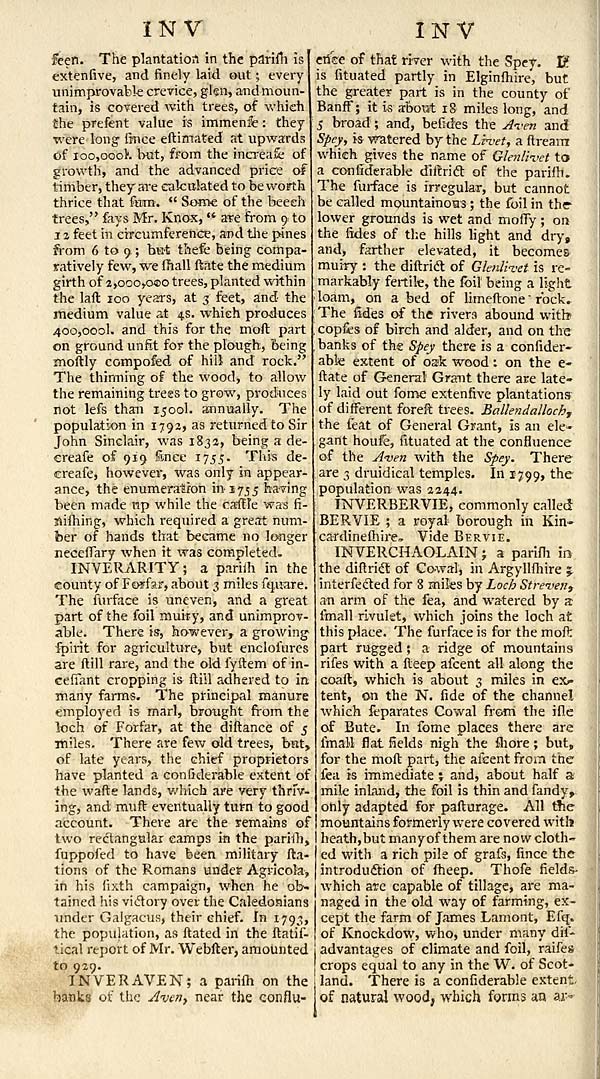 INV
ſeen. The plantation in the pariſh is
extenſive, and finely laid out; every
unimprovable crevice, glen, and moun-
tain, is covered with trees, of which
the preſent value is immenſe: they
were long ſince eſtimated at upwards
of 100,000l. but, from the increaſe of
growth, and the advanced price of
timber, they are calculated to be worth
thrice that ſum. “ Some of the beech
trees,” ſays Mr. Knox, “ are from 9 to
12 feet in circumference, and the pines
from 6 to 9; but theſe being compa-
ratively few, we ſhall ſtate the medium
girth of 2,000,000 trees, planted within
the laſt 100 years, at 3 feet, and the
medium value at 4s. which produces
400,000l. and this for the moſt part
on ground unfit for the plough, being
moſtly compoſed of hill and rock.”
The thinning of the wood, to allow
the remaining trees to grow, produces
not leſs than 1500l. annually. The
population in 1792, as returned to Sir
John Sinclair, was 1832, being a de-
creaſe of 919 ſince 1755. This de-
creaſe, however, was only in appear-
ance, the enumeration in 1755 having
been made up while the caſtle was fi-
niſhing, which required a great num-
ber of hands that became no longer
neceſſary when it was completed.
INVERARITY; a pariſh in the
county of Forfar, about 3 miles ſquare.
The ſurface is uneven, and a great
part of the ſoil muiry, and unimprov-
able. There is, however, a growing
ſpirit for agriculture, but encloſures
are ſtill rare, and the old ſyſtem of in-
ceſſant cropping is ſtill adhered to in
many farms. The principal manure
employed is marl, brought from the
loch of Forfar, at the diſtance of 5
miles. There are few old trees, but,
of late years, the chief proprietors
have planted a conſiderable extent of
the waſte lands, which are very thriv-
ing, and muſt eventually turn to good
account. There are the remains of
two rectangular camps in the pariſh,
ſuppoſed to have been military ſta-
tions of the Romans under Agricola,
in his ſixth campaign, when he ob-
tained his victory over the Caledonians
under Galgacus, their chief. In 1793,
the population, as ſtated in the ſtatiſ-
tical report of Mr. Webſter, amounted
to 929.
INVERAVEN; a pariſh on the
banks of the Aven, near the conflu-
INV
ence of that river with the Spey. It
is ſituated partly in Elginſhire, but
the greater part is in the county of
Banff; it is about 18 miles long, and
5 broad; and, beſides the Aven and
Spey, is watered by the Livet, a ſtream
which gives the name of Glenlivet to
a conſiderable diſtrict of the pariſh.
The ſurface is irregular, but cannot
be called mountainous; the ſoil in the
lower grounds is wet and moſſy; on
the ſides of the hills light and dry,
and, farther elevated, it becomes
muiry: the diſtrict of Glenlivet is re-
markably fertile, the ſoil being a light
loam, on a bed of limeſtone rock.
The ſides of the rivers abound with
copſes of birch and alder, and on the
banks of the Spey there is a conſider-
able extent of oak wood: on the e-
ſtate of General Grant there are late-
ly laid out ſome extenſive plantations
of different foreſt trees. Ballendalloch,
the ſeat of General Grant, is an ele-
gant houſe, ſituated at the confluence
of the Aven with the Spey. There
are 3 druidical temples. In 1799, the
population was 2244.
INVERBERVIE, commonly called
BERVIE; a royal borough in Kin-
cardineſhire. Vide BERVIE.
INVERCHAOLAIN; a pariſh in
the diſtrict of Cowal, in Argyllſhire;
interſected for 8 miles by Loch Streven,
an arm of the ſea, and watered by a
ſmall rivulet, which joins the loch at
this place. The ſurface is for the moſt
part rugged; a ridge of mountains
riſes with a ſteep aſcent all along the
coaſt, which is about 3 miles in ex-
tent, on the N. ſide of the channel
which ſeparates Cowal from the iſle
of Bute. In ſome places there are
ſmall flat fields nigh the ſhore; but,
for the moſt part, the aſcent from the
ſea is immediate; and, about half a
mile inland, the ſoil is thin and ſandy,
only adapted for paſturage. All the
mountains formerly were covered with
heath, but many of them are now cloth-
ed with a rich pile of graſs, ſince the
introduction of ſheep. Thoſe fields
which are capable of tillage, are ma-
naged in the old way of farming, ex-
cept the farm of James Lamont, Eſq.
of Knockdow, who, under many diſ-
advantages of climate and ſoil, raiſes
crops equal to any in the W. of Scot-
land. There is a conſiderable extent
of natural wood, which forms an ar-